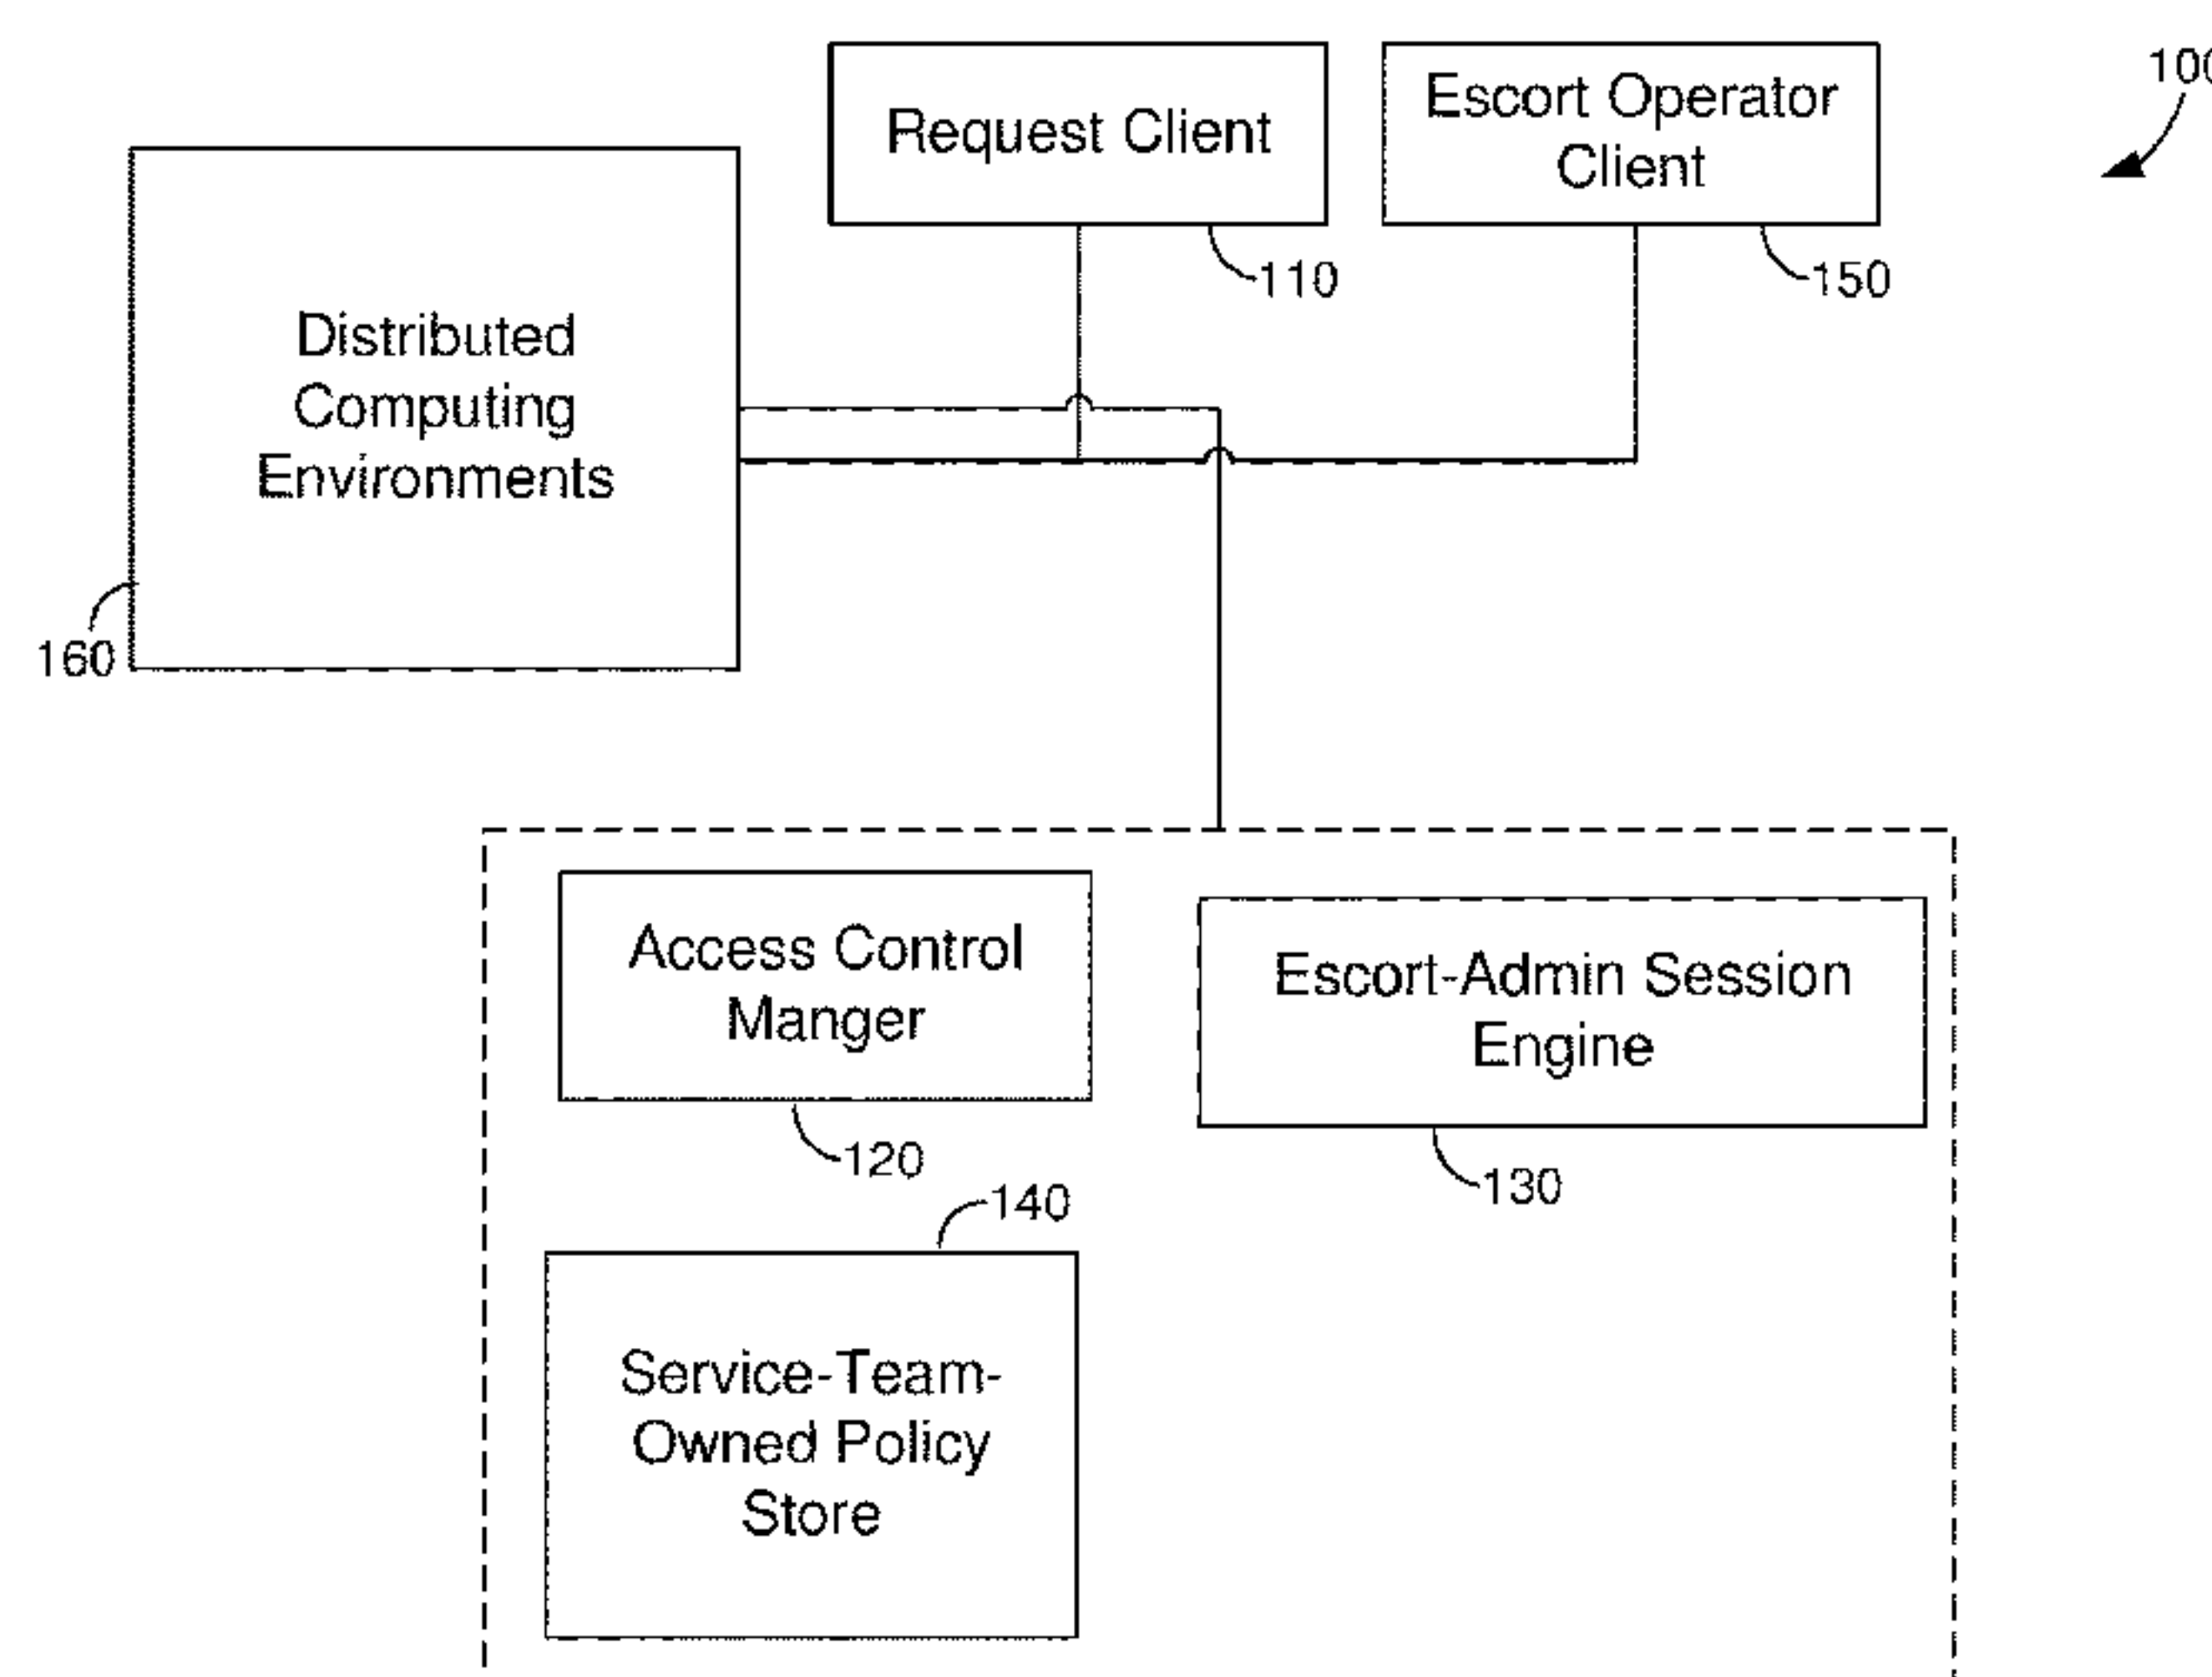 Request Client
Escort Operator
Client
100
110
150
Distributed
Computing
Environments
160
Access Control
Manger
Escort-Admin Session
Engine
120
130
140
Service-Team-
Owned Policy
Store